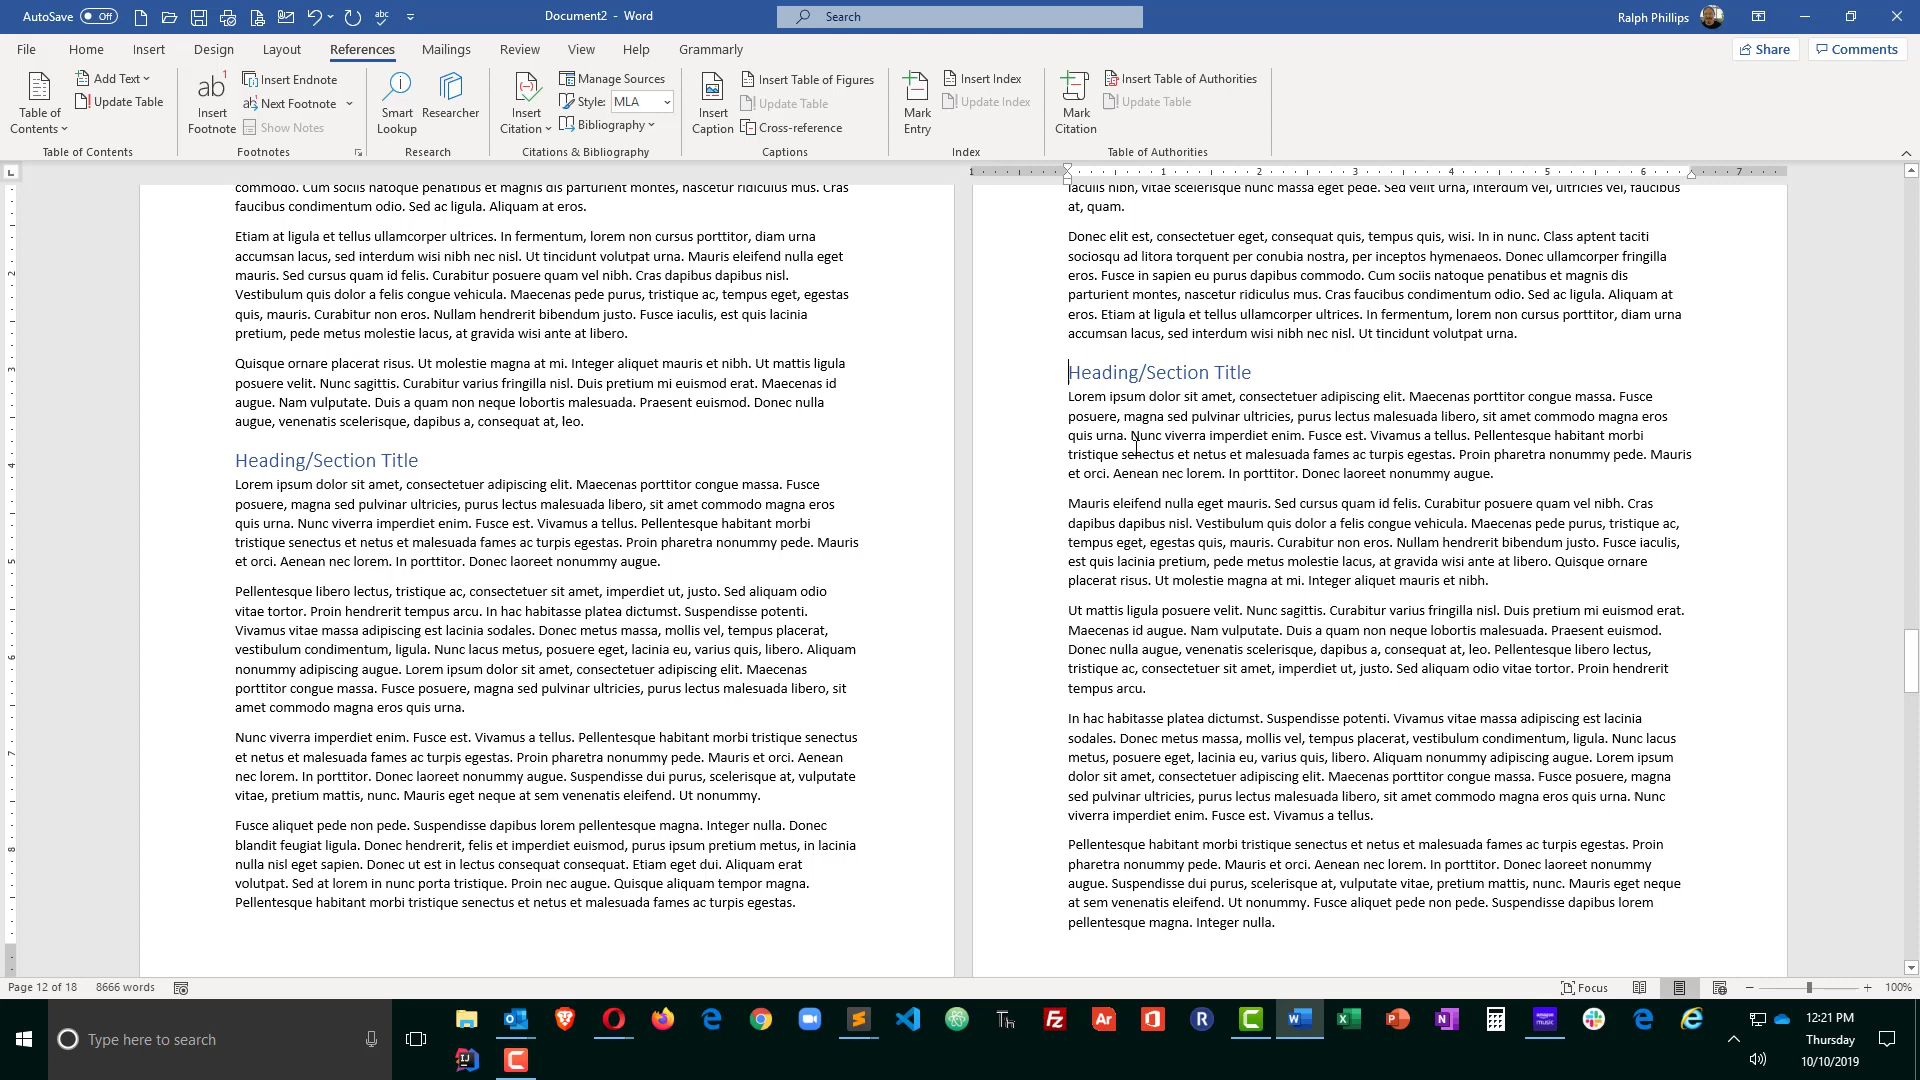 AutoSave Off
Document2 - Word
Search
Ralph Phillips
File Home Insert Design Layout References Mailings Review View Help Grammarly
Share Comments
Table of Contents
Add Text
Update Table
Table of Contents
Insert Footnote
Insert Endnote
Next Footnote
Show Notes
Footnotes
Smart Lookup
Researcher
Research
Insert Citation
Manage Sources
Style: MLA
Bibliography
Citations & Bibliography
Insert Caption
Insert Table of Figures
Update Table
Cross-reference
Captions
Mark Entry
Insert Index
Update Index
Index
Mark Citation
Insert Table of Authorities
Update Table
Table of Authorities
1 1 2 3 4 5 6 7
commodo. Cum sociis natoque penatibus et magnis dis parturient montes, nascetur ridiculus mus. Cras
faucibus condimentum odio. Sed ac ligula. Aliquam at eros.
Etiam at ligula et tellus ullamcorper ultrices. In fermentum, lorem non cursus porttitor, diam urna
accumsan lacus, sed interdum wisi nibh nec nisl. Ut tincidunt volutpat urna. Mauris eleifend nulla eget
mauris. Sed cursus quam id felis. Curabitur posuere quam vel nibh. Cras dapibus dapibus nisl.
Vestibulum quis dolor a felis congue vehicula. Maecenas pede purus, tristique ac, tempus eget, egestas
quis, mauris. Curabitur non eros. Nullam hendrerit bibendum justo. Fusce iaculis, est quis lacinia
pretium, pede metus molestie lacus, at gravida wisi ante at libero.
Quisque ornare placerat risus. Ut molestie magna at mi. Integer aliquet mauris et nibh. Ut mattis ligula
posuere velit. Nunc sagittis. Curabitur varius fringilla nisl. Duis pretium mi euismod erat. Maecenas id
augue. Nam vulputate. Duis a quam non neque lobortis malesuada. Praesent euismod. Donec nulla
augue, venenatis scelerisque, dapibus a, consequat at, leo.
Heading/Section Title
Lorem ipsum dolor sit amet, consectetuer adipiscing elit. Maecenas porttitor congue massa. Fusce
posuere, magna sed pulvinar ultricies, purus lectus malesuada libero, sit amet commodo magna eros
quis urna. Nunc viverra imperdiet enim. Fusce est. Vivamus a tellus. Pellentesque habitant morbi
tristique senectus et netus et malesuada fames ac turpis egestas. Proin pharetra nonummy pede. Mauris
et orci. Aenean nec lorem. In porttitor. Donec laoreet nonummy augue.
Pellentesque libero lectus, tristique ac, consectetuer sit amet, imperdiet ut, justo. Sed aliquam odio
vitae tortor. Proin hendrerit tempus arcu. In hac habitasse platea dictumst. Suspendisse potenti.
Vivamus vitae massa adipiscing est lacinia sodales. Donec metus massa, mollis vel, tempus placerat,
vestibulum condimentum, ligula. Nunc lacus metus, posuere eget, lacinia eu, varius quis, libero. Aliquam
nonummy adipiscing augue. Lorem ipsum dolor sit amet, consectetuer adipiscing elit. Maecenas
porttitor congue massa. Fusce posuere, magna sed pulvinar ultricies, purus lectus malesuada libero, sit
amet commodo magna eros quis urna.
Nunc viverra imperdiet enim. Fusce est. Vivamus a tellus. Pellentesque habitant morbi tristique senectus
et netus et malesuada fames ac turpis egestas. Proin pharetra nonummy pede. Mauris et orci. Aenean
nec lorem. In porttitor. Donec laoreet nonummy augue. Suspendisse dui purus, scelerisque at, vulputate
vitae, pretium mattis, nunc. Mauris eget neque at sem venenatis eleifend. Ut nonummy.
Fusce aliquet pede non pede. Suspendisse dapibus lorem pellentesque magna. Integer nulla. Donec
blandit feugiat ligula. Donec hendrerit, felis et imperdiet euismod, purus ipsum pretium metus, in lacinia
nulla nisl eget sapien. Donec ut est in lectus consequat consequat. Etiam eget dui. Aliquam erat
volutpat. Sed at lorem in nunc porta tristique. Proin nec augue. Quisque aliquam tempor magna.
Pellentesque habitant morbi tristique senectus et netus et malesuada fames ac turpis egestas.
iaculis nibh, vitae scelerisque nunc massa eget pede. Sed velit urna, interdum vel, ultricies vel, faucibus
at, quam.
Donec elit est, consectetuer eget, consequat quis, tempus quis, wisi. In in nunc. Class aptent taciti
sociosqu ad litora torquent per conubia nostra, per inceptos hymenaeos. Donec ullamcorper fringilla
eros. Fusce in sapien eu purus dapibus commodo. Cum sociis natoque penatibus et magnis dis
parturient montes, nascetur ridiculus mus. Cras faucibus condimentum odio. Sed ac ligula. Aliquam at
eros. Etiam at ligula et tellus ullamcorper ultrices. In fermentum, lorem non cursus porttitor, diam urna
accumsan lacus, sed interdum wisi nibh nec nisl. Ut tincidunt volutpat urna.
Heading/Section Title
Lorem ipsum dolor sit amet, consectetuer adipiscing elit. Maecenas porttitor congue massa. Fusce
posuere, magna sed pulvinar ultricies, purus lectus malesuada libero, sit amet commodo magna eros
quis urna. Nunc viverra imperdiet enim. Fusce est. Vivamus a tellus. Pellentesque habitant morbi
tristique senectus et netus et malesuada fames ac turpis egestas. Proin pharetra nonummy pede. Mauris
et orci. Aenean nec lorem. In porttitor. Donec laoreet nonummy augue.
Mauris eleifend nulla eget mauris. Sed cursus quam id felis. Curabitur posuere quam vel nibh. Cras
dapibus dapibus nisl. Vestibulum quis dolor a felis congue vehicula. Maecenas pede purus, tristique ac,
tempus eget, egestas quis, mauris. Curabitur non eros. Nullam hendrerit bibendum justo. Fusce iaculis,
est quis lacinia pretium, pede metus molestie lacus, at gravida wisi ante at libero. Quisque ornare
placerat risus. Ut molestie magna at mi. Integer aliquet mauris et nibh.
Ut mattis ligula posuere velit. Nunc sagittis. Curabitur varius fringilla nisl. Duis pretium mi euismod erat.
Maecenas id augue. Nam vulputate. Duis a quam non neque lobortis malesuada. Praesent euismod.
Donec nulla augue, venenatis scelerisque, dapibus a, consequat at, leo. Pellentesque libero lectus,
tristique ac, consectetuer sit amet, imperdiet ut, justo. Sed aliquam odio vitae tortor. Proin hendrerit
tempus arcu.
In hac habitasse platea dictumst. Suspendisse potenti. Vivamus vitae massa adipiscing est lacinia
sodales. Donec metus massa, mollis vel, tempus placerat, vestibulum condimentum, ligula. Nunc lacus
metus, posuere eget, lacinia eu, varius quis, libero. Aliquam nonummy adipiscing augue. Lorem ipsum
dolor sit amet, consectetuer adipiscing elit. Maecenas porttitor congue massa. Fusce posuere, magna
sed pulvinar ultricies, purus lectus malesuada libero, sit amet commodo magna eros quis urna. Nunc
viverra imperdiet enim. Fusce est. Vivamus a tellus.
Pellentesque habitant morbi tristique senectus et netus et malesuada fames ac turpis egestas. Proin
pharetra nonummy pede. Mauris et orci. Aenean nec lorem. In porttitor. Donec laoreet nonummy
augue. Suspendisse dui purus, scelerisque at, vulputate vitae, pretium mattis, nunc. Mauris eget neque
at sem venenatis eleifend. Ut nonummy. Fusce aliquet pede non pede. Suspendisse dapibus lorem
pellentesque magna. Integer nulla.
Page 12 of 18 8666 words
Focus
100%
Type here to search
12:21 PM
Thursday
10/10/2019